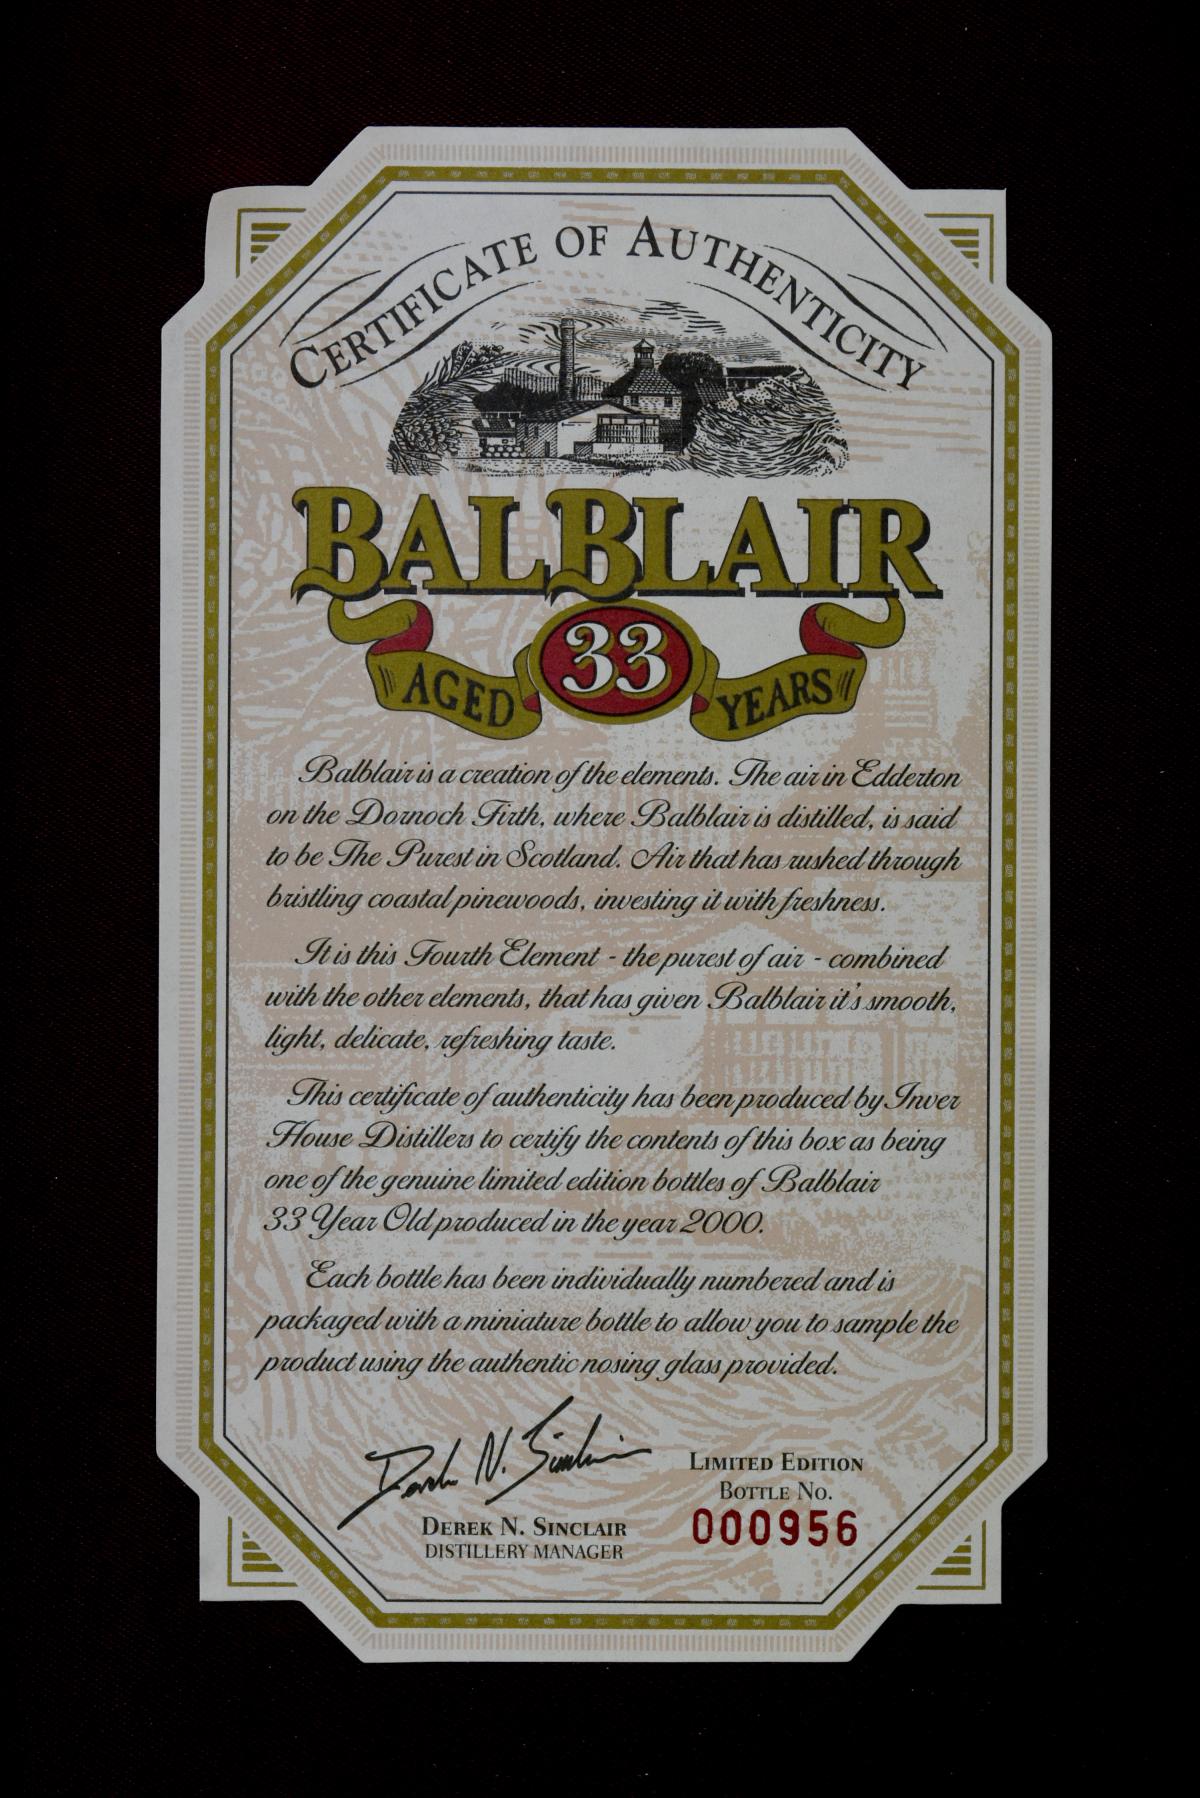 CERTIFICATE OF AUTHENTICITY
BALBLAIR
AGED 33 YEARS
Balblair is a creation of the elements. The air in Edderton
on the Dornoch Firth, where Balblair is distilled, is said
to be The Purest in Scotland. Air that has rushed through
bristling coastal pinewoods, investing it with freshness.
It is this Fourth Element - the purest of air - combined
with the other elements, that has given Balblair it's smooth,
light, delicate, refreshing taste.
This certificate of authenticity has been produced by Inver
House Distillers to certify the contents of this box as being
one of the genuine limited edition bottles of Balblair
33 Year Old produced in the year 2000.
Each bottle has been individually numbered and is
packaged with a miniature bottle to allow you to sample the
product using the authentic nosing glass provided.
Derek N. Sinclair
DEREK N. SINCLAIR
DISTILLERY MANAGER
LIMITED EDITION
BOTTLE NO.
000956